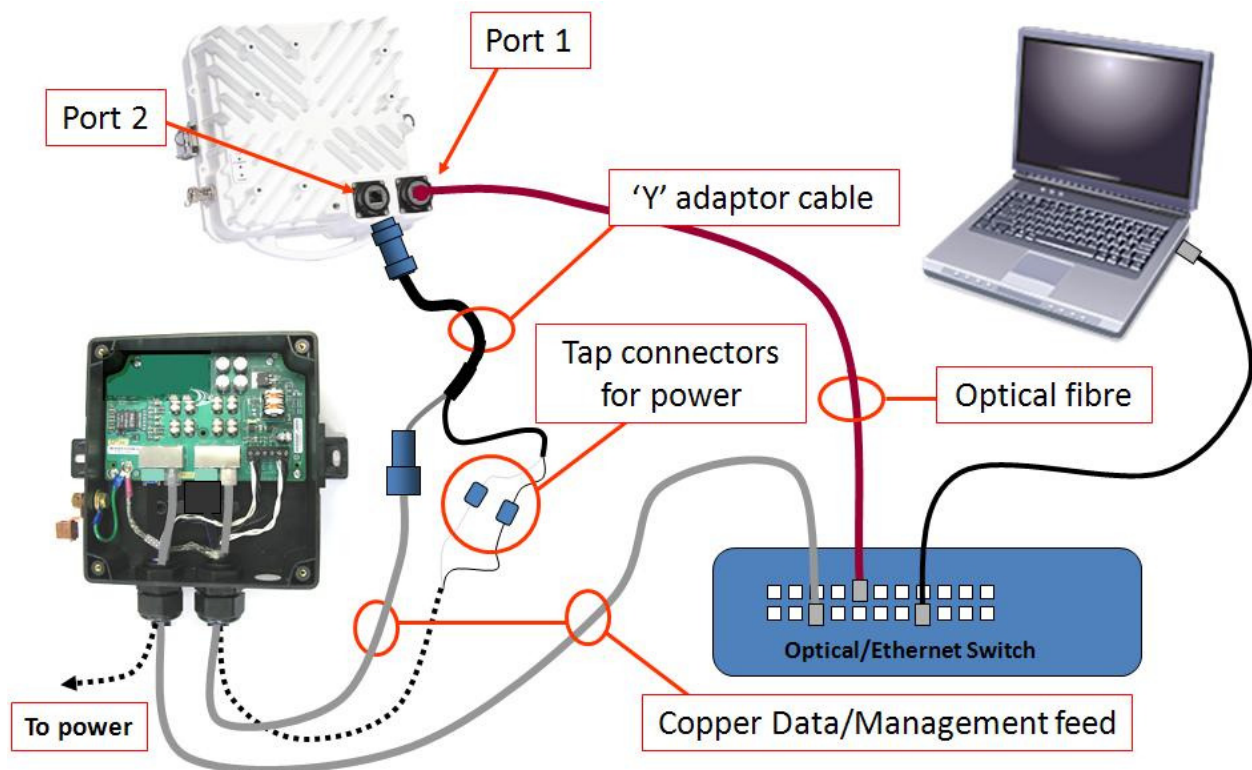 Port 1
Port 2
'Y' adaptor cable
Tap connectors
for power
Optical fibre
Optical/Ethernet Switch
To power
Copper Data/Management feed